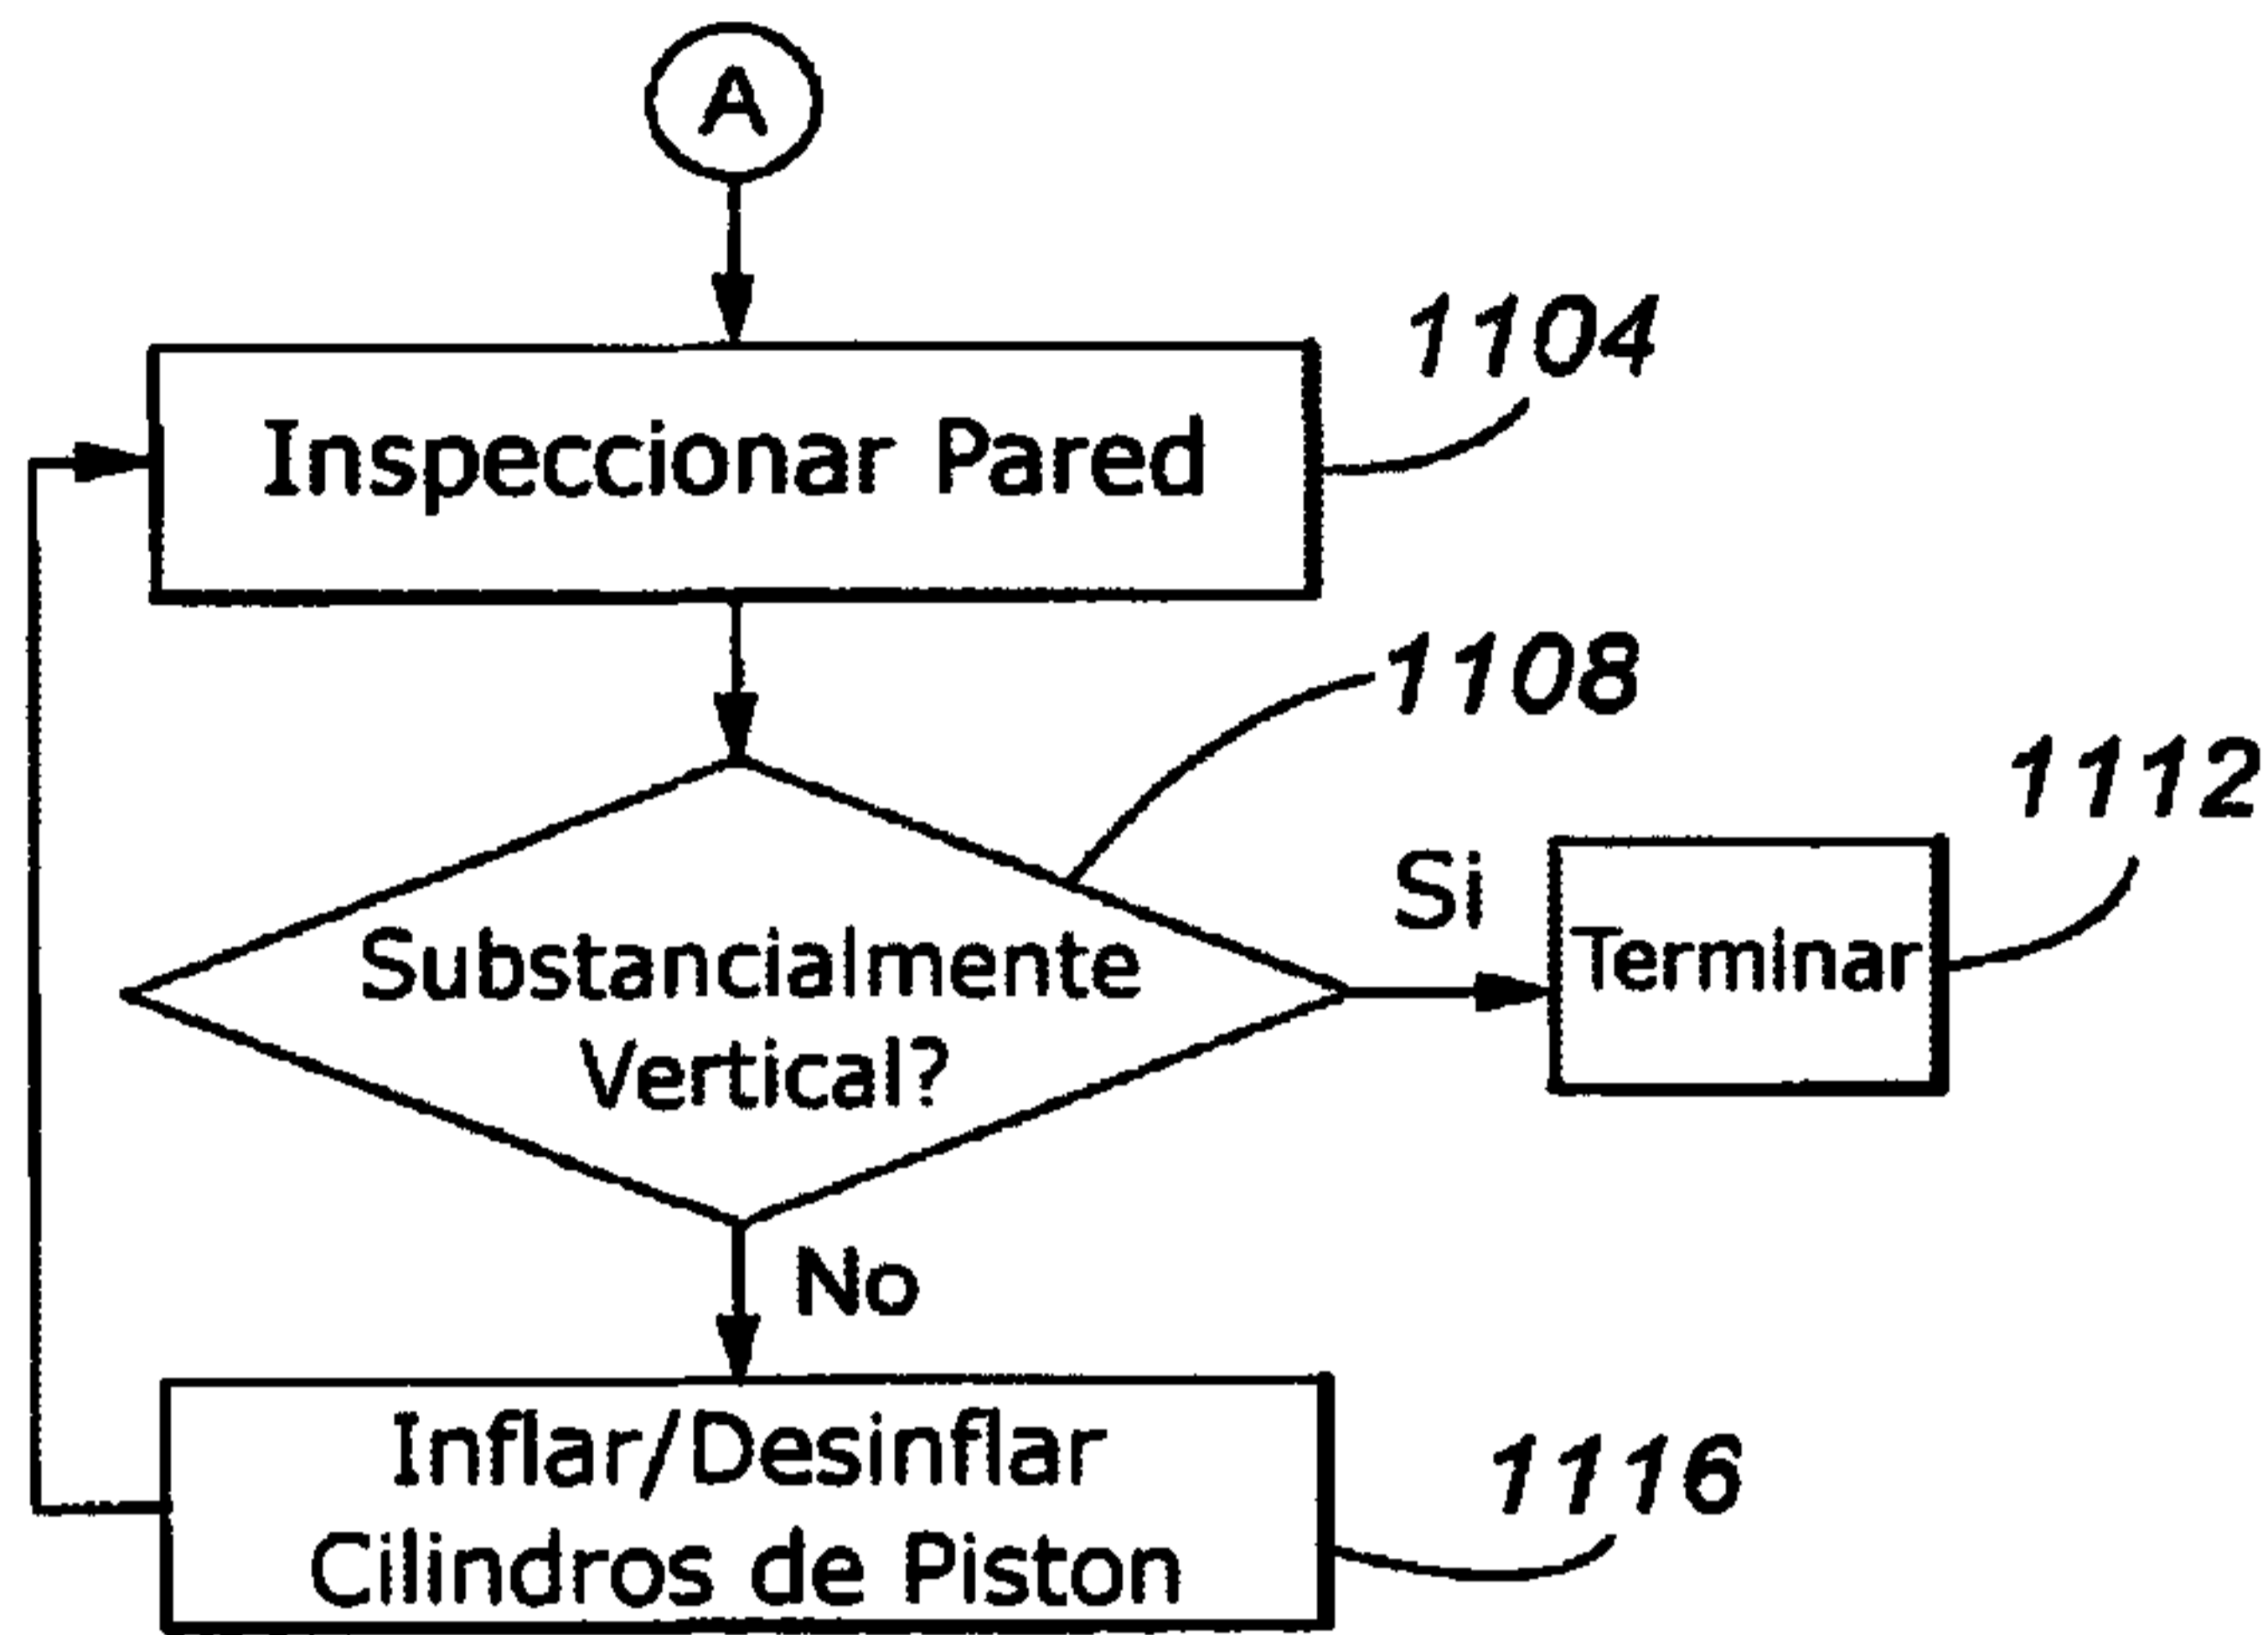 A
1104
Inspeccionar Pared
1108
1112
Si
Terminar
Substancialmente
Vertical?
No
Inflar/Desinflar
1116
Cilindros de Piston